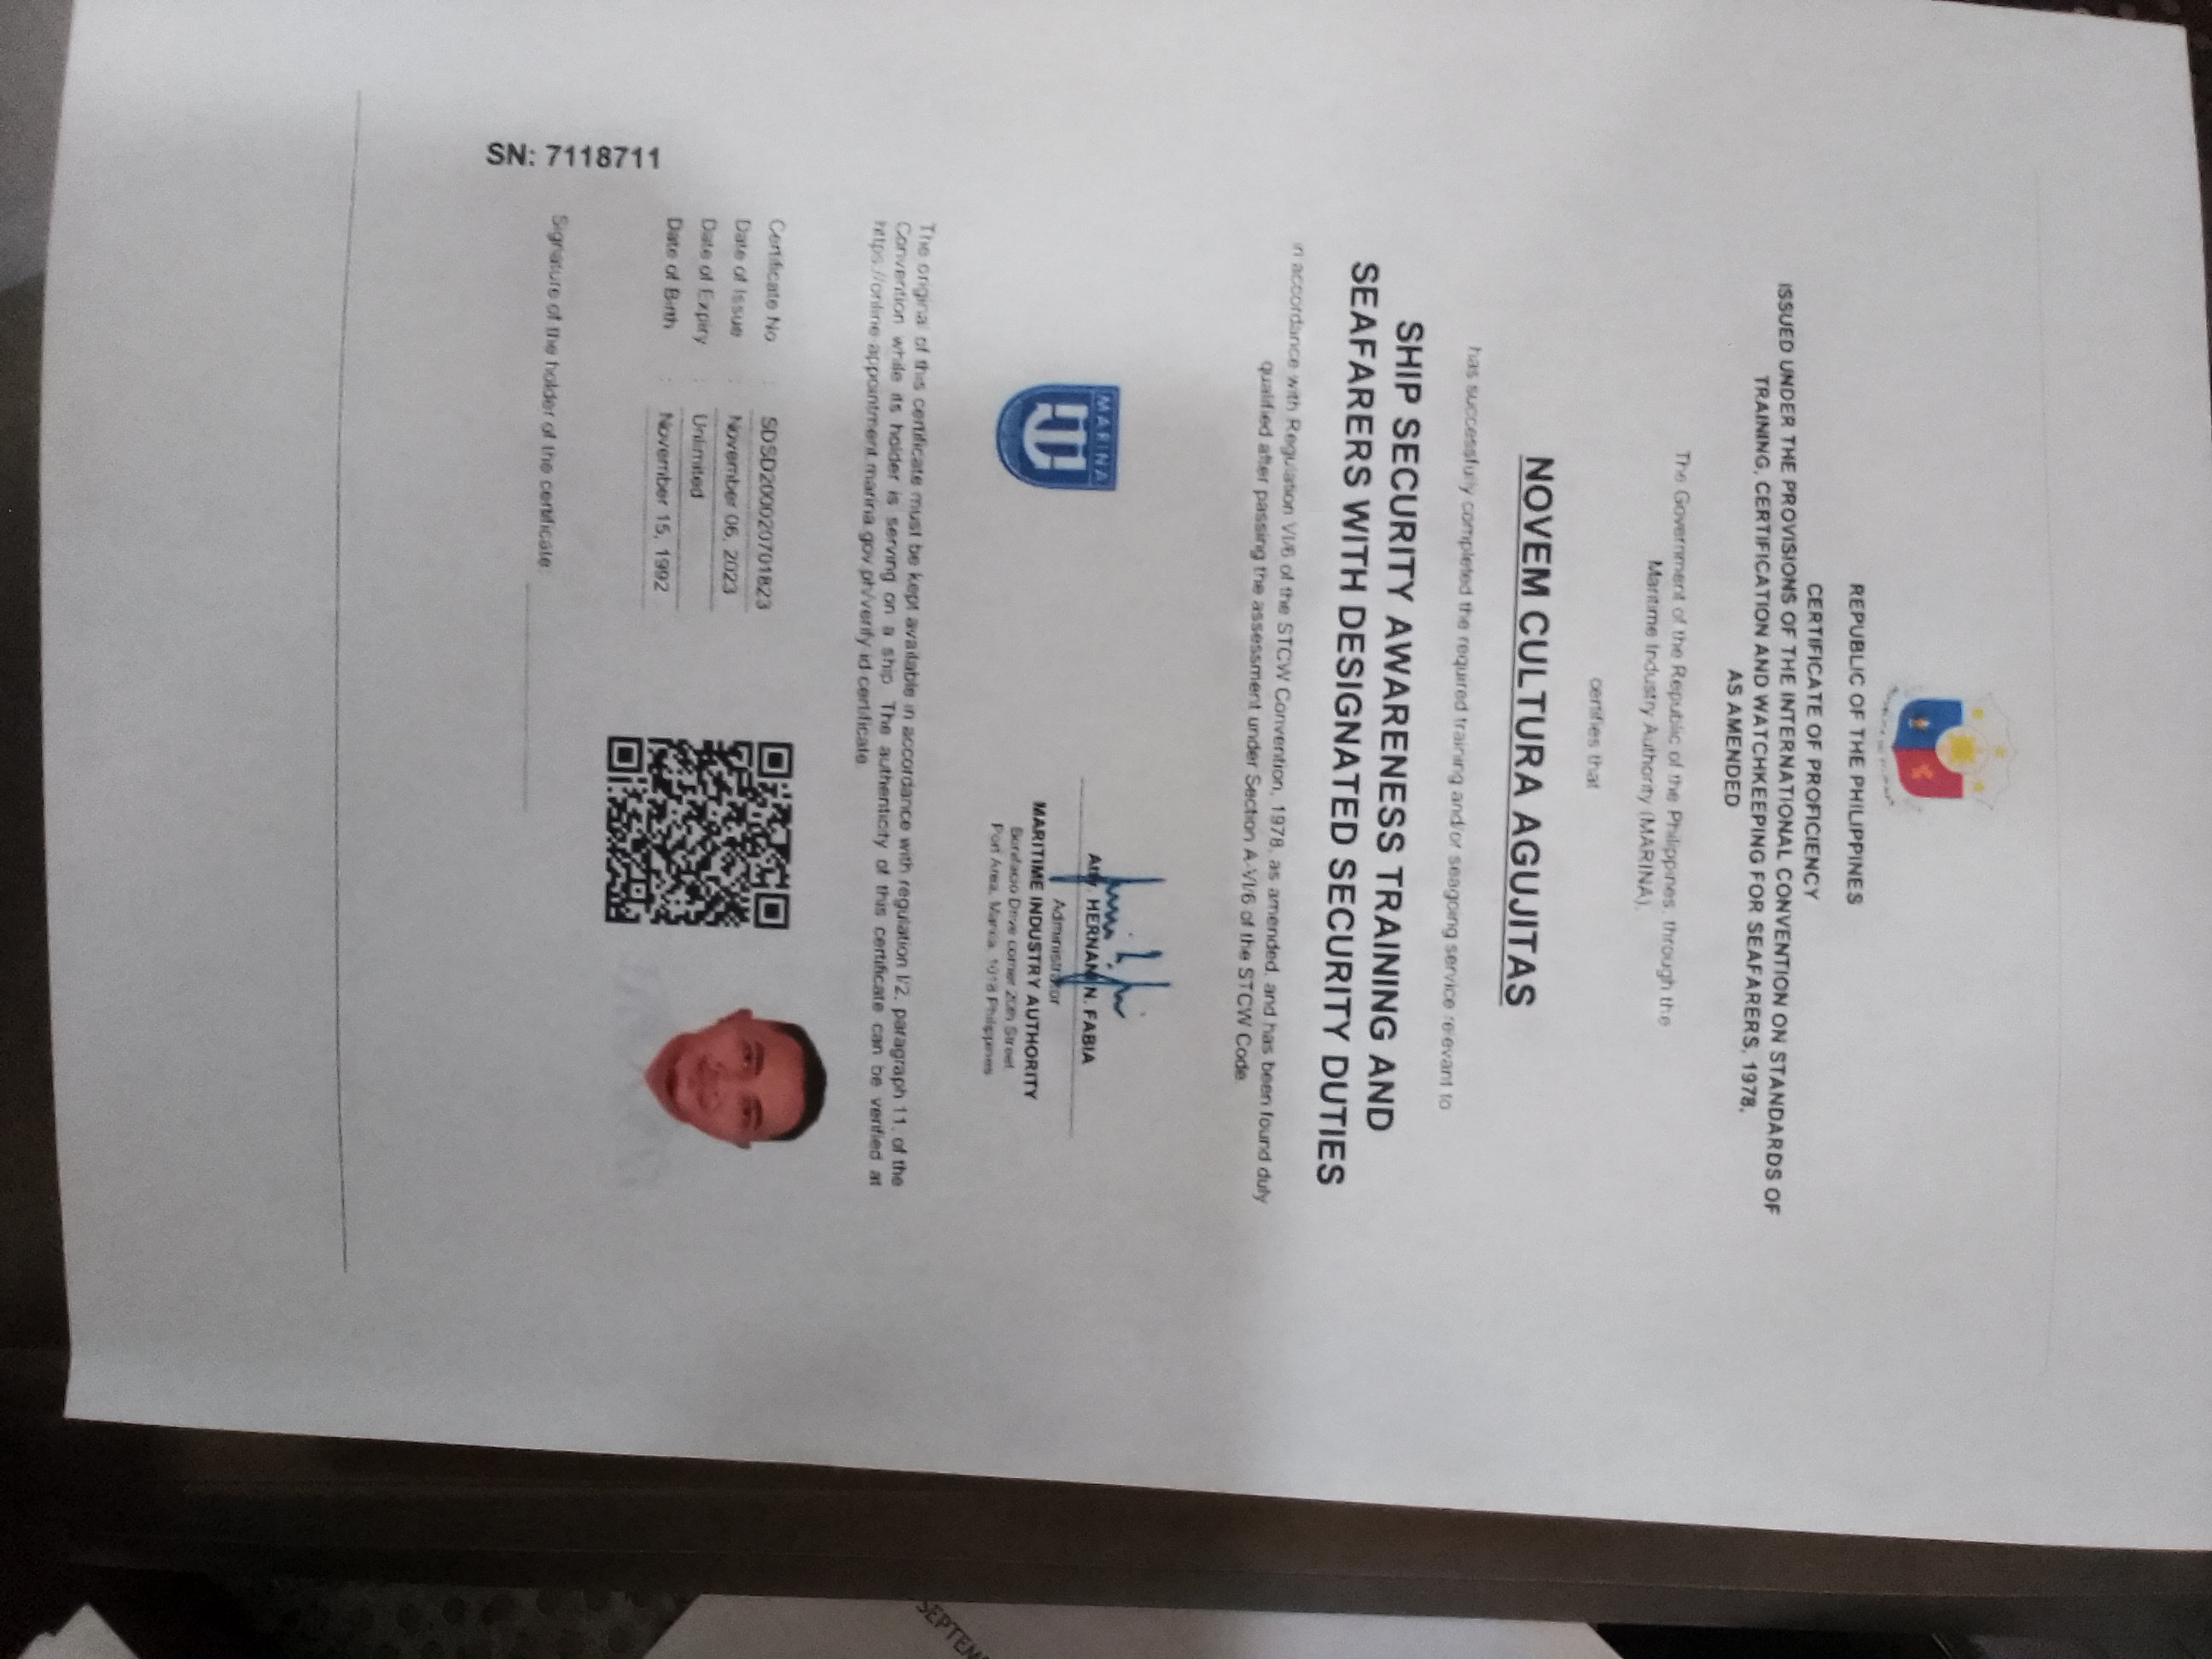 REPUBLIC OF THE PHILIPPINES
CERTIFICATE OF PROFICIENCY
ISSUED UNDER THE PROVISIONS OF THE INTERNATIONAL CONVENTION ON STANDARDS OF
TRAINING, CERTIFICATION AND WATCHKEEPING FOR SEAFARERS, 1978,
AS AMENDED
The Government of the Republic of the Philippines, through the
Maritime Industry Authority (MARINA),
certifies that
NOVEM CULTURA AGUJITAS
has successfully completed the required training and/or seagoing service relevant to
SHIP SECURITY AWARENESS TRAINING AND
SEAFARERS WITH DESIGNATED SECURITY DUTIES
in accordance with Regulation VI/6 of the STCW Convention, 1978, as amended, and has been found duly
qualified after passing the assessment under Section A-VI/6 of the STCW Code.
MARINA
Atty. HERNANI N. FABIA
Administrator
MARITIME INDUSTRY AUTHORITY
Bonifacio Drive corner 20th Street
Port Area, Manila, 1018 Philippines
The original of this certificate must be kept available in accordance with regulation I/2, paragraph 11, of the
Convention while its holder is serving on a ship. The authenticity of this certificate can be verified at
https://online-appointment.marina.gov.ph/verify/id:certificate.
Certificate No. : SDSD200020701823
Date of Issue : November 06, 2023
Date of Expiry : Unlimited
Date of Birth : November 15, 1992
SN: 7118711
Signature of the holder of the certificate: